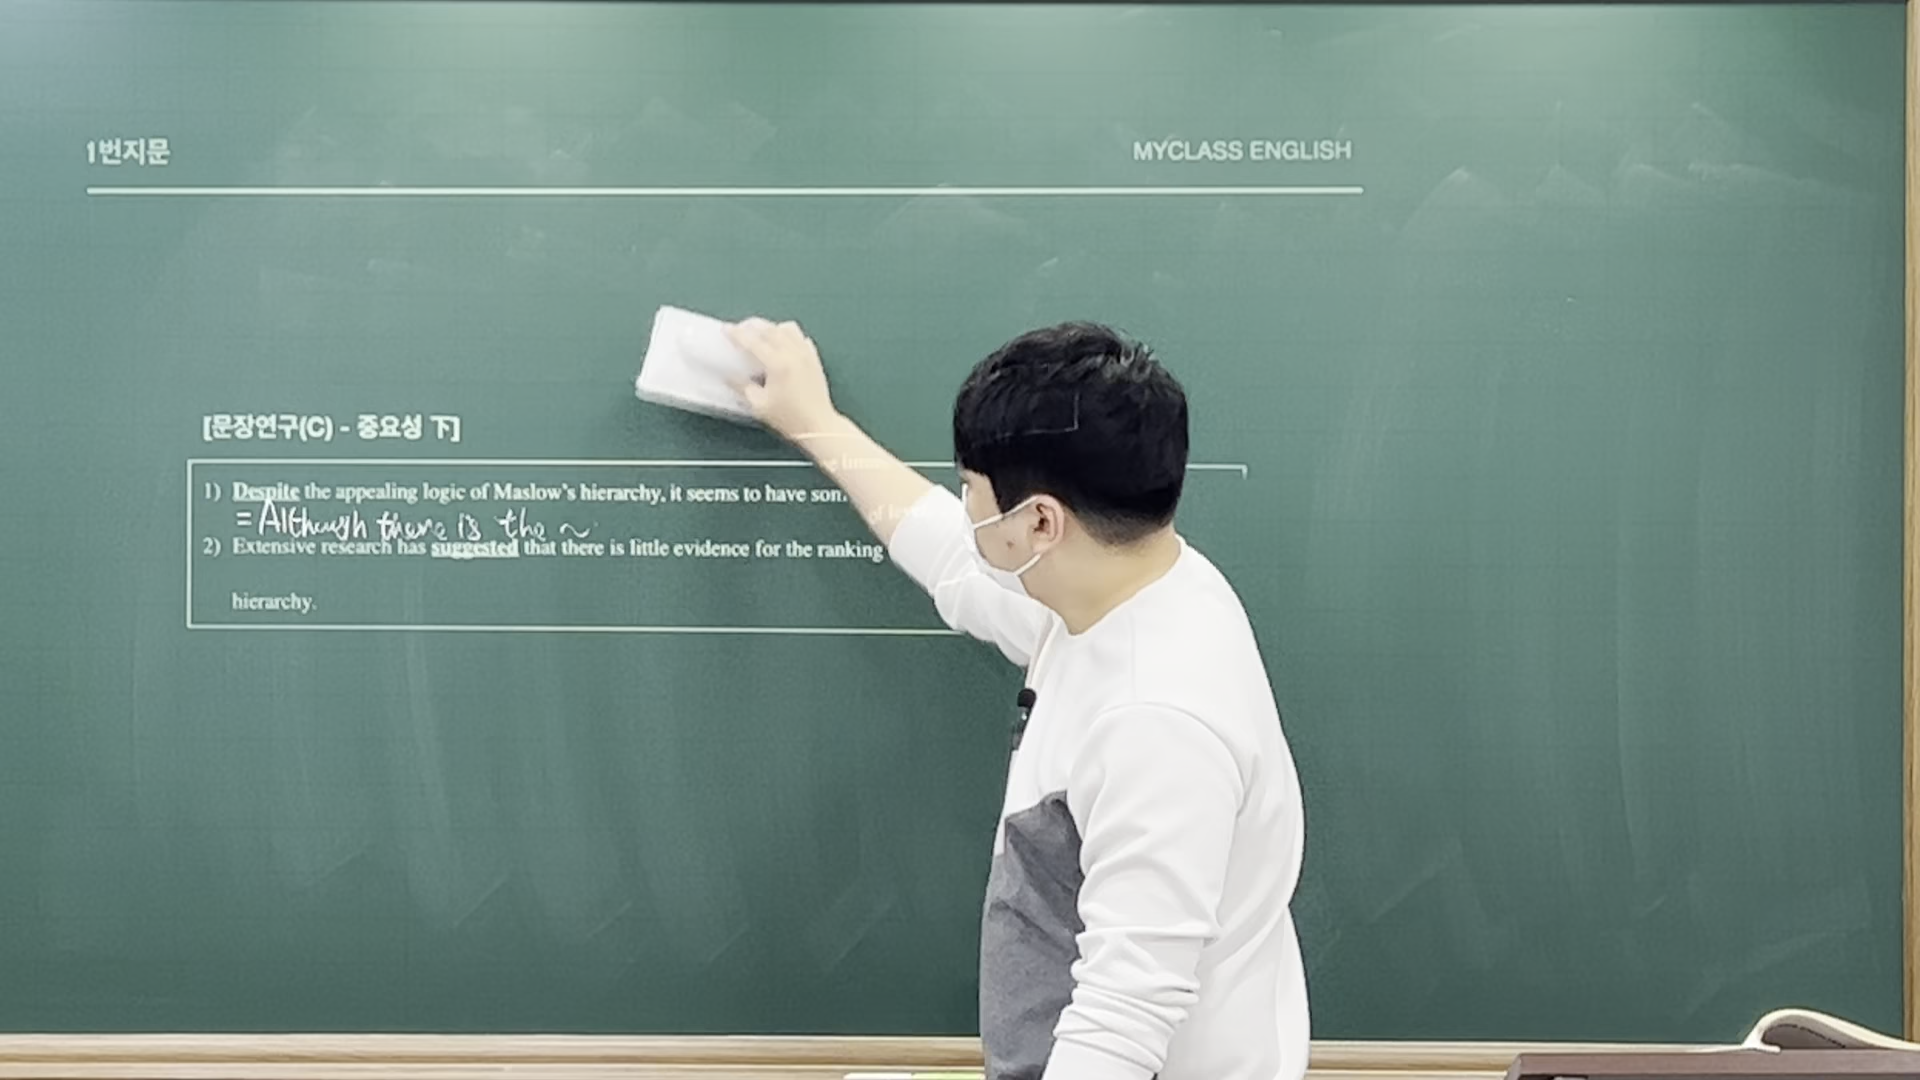 1번지문
MYCLASS ENGLISH
[문장연구(C) - 중요성 下]
1) Despite the appealing logic of Maslow's hierarchy, it seems to have
= Although there is the ~
2) Extensive research has suggested that there is little evidence for the ranking
hierarchy.